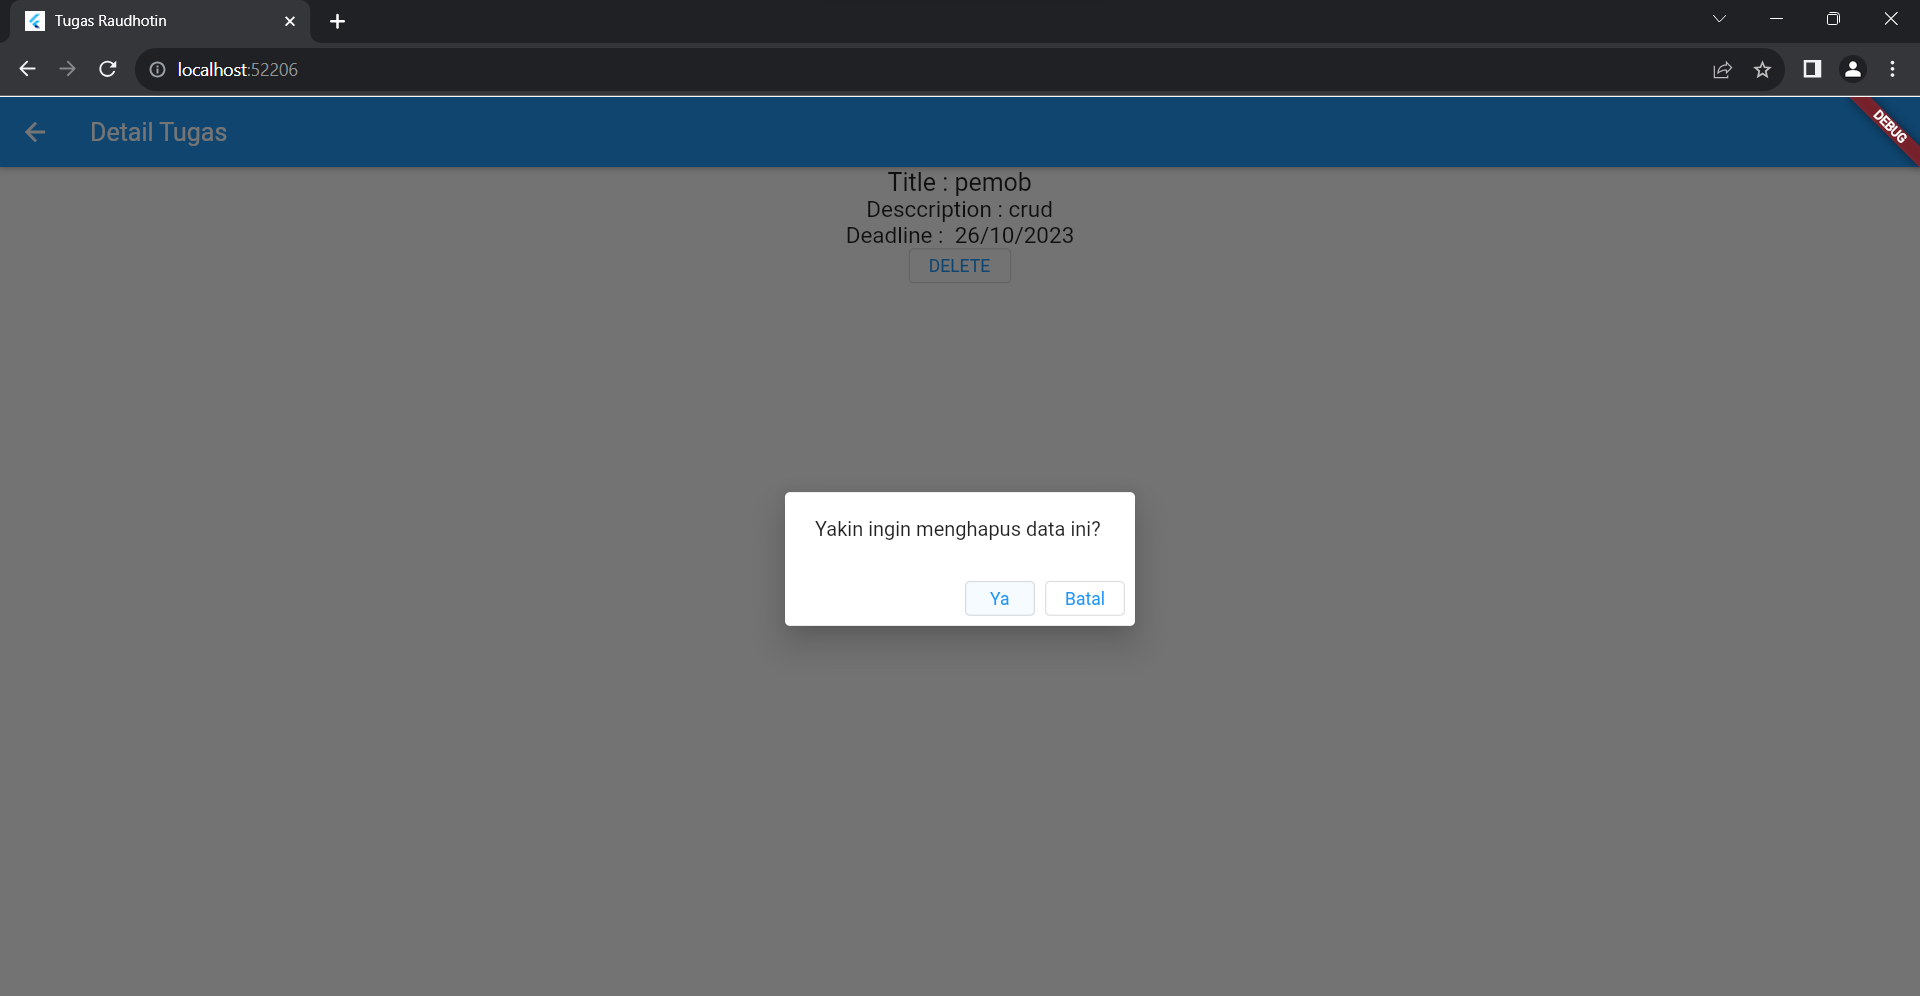 Tugas Raudhotin
localhost:52206
Detail Tugas
DEBUG
Title : pemob
Desccription : crud
Deadline :  26/10/2023
DELETE
Yakin ingin menghapus data ini?
Ya
Batal